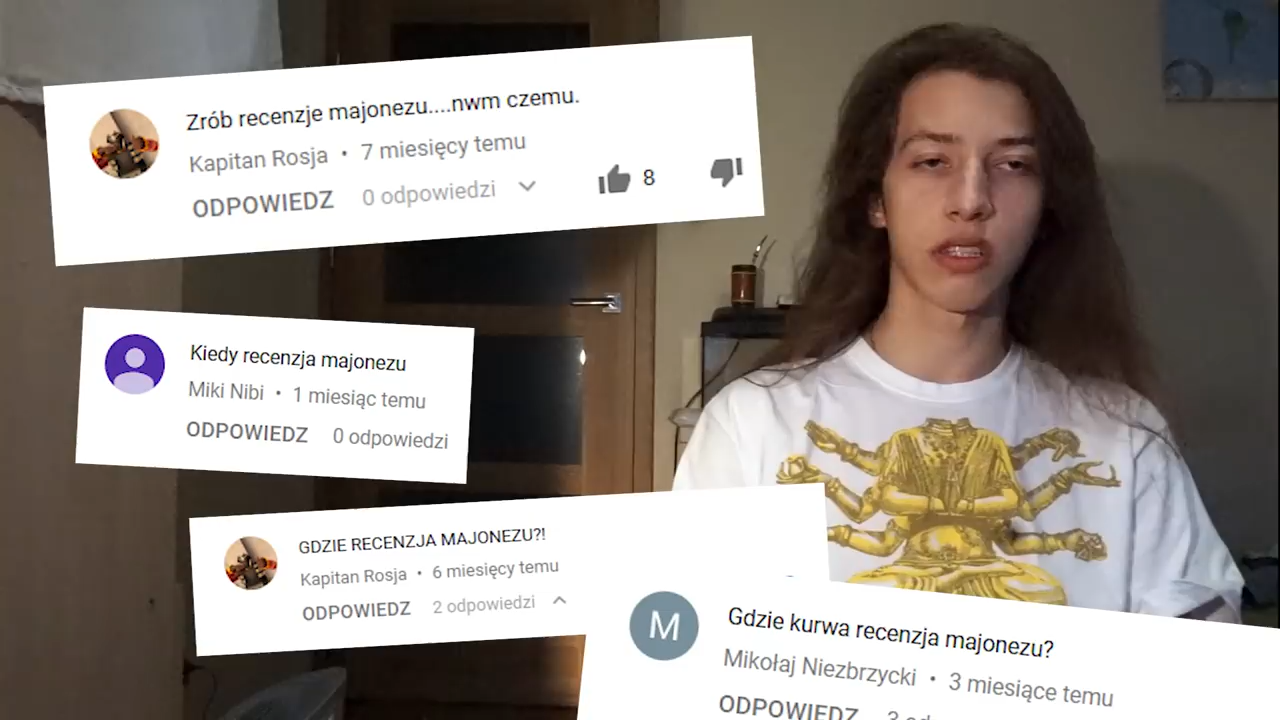 Zrób recenzje majonezu....nwm czemu.
Kapitan Rosja • 7 miesięcy temu
ODPOWIEDZ 0 odpowiedzi 8
Kiedy recenzja majonezu
Miki Nibi • 1 miesiąc temu
ODPOWIEDZ 0 odpowiedzi
GDZIE RECENZJA MAJONEZU?!
Kapitan Rosja • 6 miesięcy temu
ODPOWIEDZ 2 odpowiedzi
M
Gdzie kurwa recenzja majonezu?
Mikołaj Niezbrzycki • 3 miesiące temu
ODPOWIEDZ